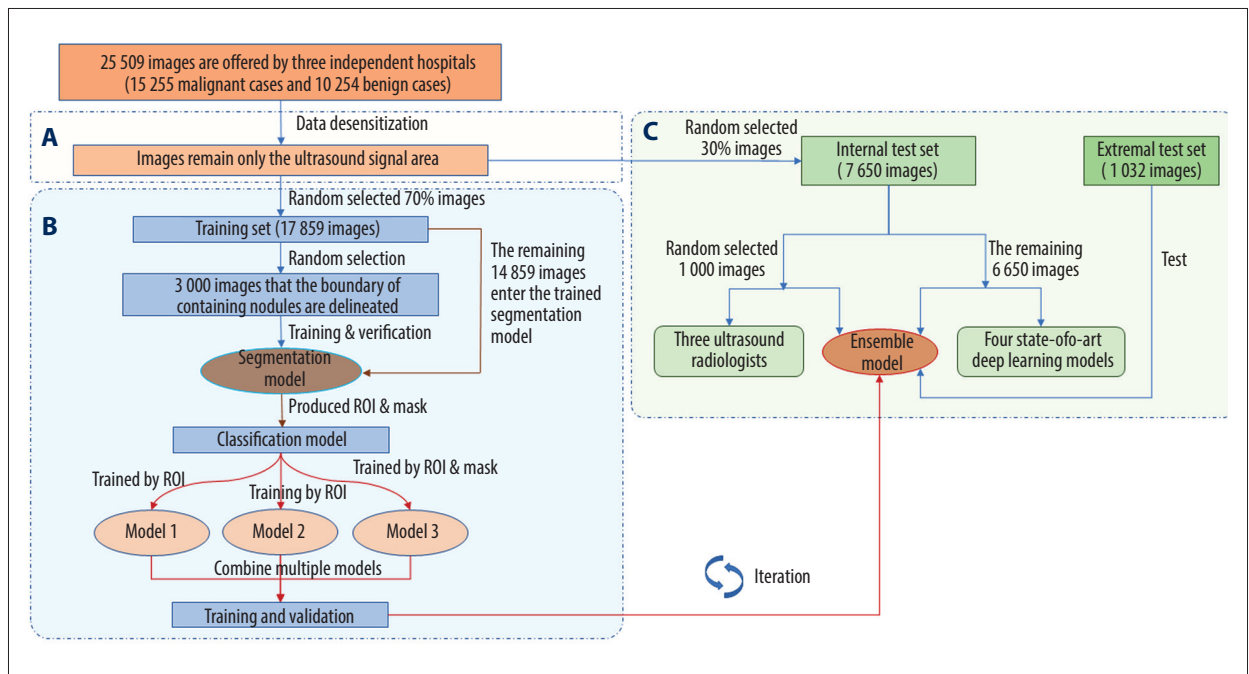 25 509 images are offered by three independent hospitals
(15 255 malignant cases and 10 254 benign cases)
A
Data desensitization
Images remain only the ultrasound signal area
Random selected 70% images
B
Training set (17 859 images)
Random selection
3 000 images that the boundary of
containing nodules are delineated
The remaining
14 859 images
enter the trained
segmentation
model
Training & verification
Segmentation
model
Produced ROI & mask
Classification model
Trained by ROI
Training by ROI
Trained by ROI & mask
Model 1
Model 2
Model 3
Combine multiple models
Training and validation
Iteration
C
Random selected
30% images
Internal test set
(7 650 images)
Extremal test set
( 1 032 images)
Random selected
1 000 images
The remaining
6 650 images
Test
Three ultrasound
radiologists
Ensemble
model
Four state-ofo-art
deep learning models